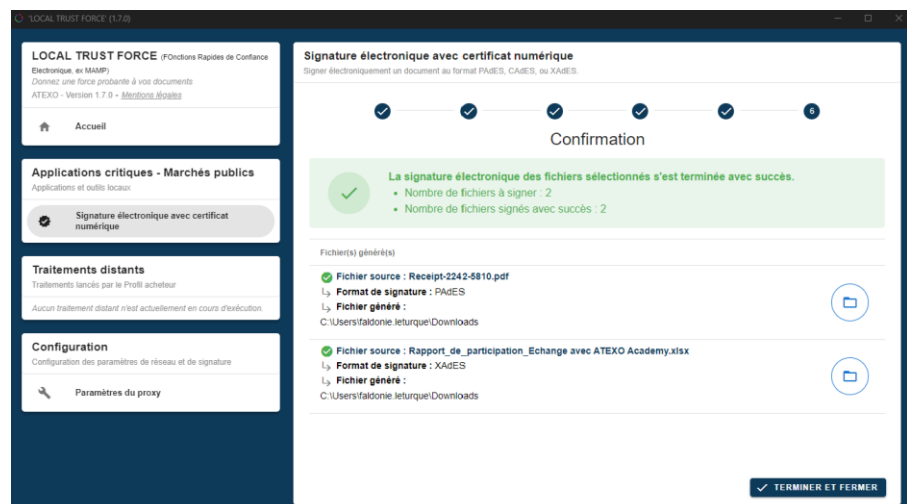 'LOCAL TRUST FORCE' (1.7.0)
LOCAL TRUST FORCE (FOnctions Rapides de Confiance
Electronique, ex MAMP)
Donnez une force probante à vos documents
ATEXO - Version 1.7.0 - Mentions légales
Accueil
Applications critiques - Marchés publics
Applications et outils locaux
Signature électronique avec certificat
numérique
Traitements distants
Traitements lancés par le Profil acheteur
Aucun traitement distant n'est actuellement en cours d'exécution.
Configuration
Configuration des paramètres de réseau et de signature
Paramètres du proxy
Signature électronique avec certificat numérique
Signer électroniquement un document au format PAdES, CAdES, ou XAdES.
6
Confirmation
La signature électronique des fichiers sélectionnés s'est terminée avec succès.
• Nombre de fichiers à signer : 2
• Nombre de fichiers signés avec succès : 2
Fichier(s) généré(s)
Fichier source : Receipt-2242-5810.pdf
Format de signature : PAdES
Fichier généré :
C:\Users\faldonie.leturque\Downloads
Fichier source : Rapport_de_participation_Echange avec ATEXO Academy.xlsx
Format de signature : XAdES
Fichier généré :
C:\Users\faldonie.leturque\Downloads
TERMINER ET FERMER